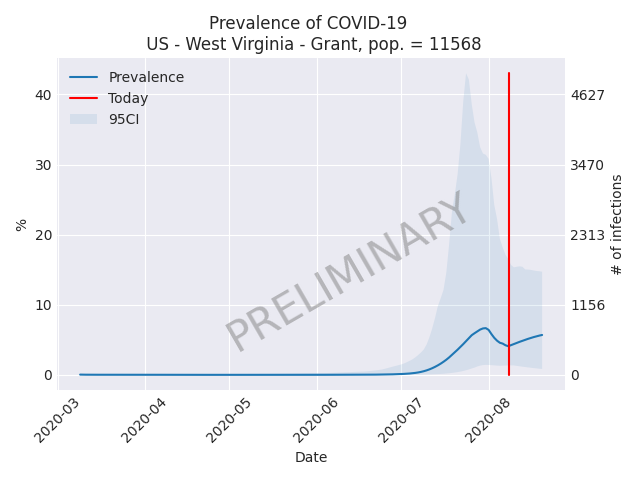 Prevalence of COVID-19
US - West Virginia - Grant, pop. = 11568
Prevalence
Today
95CI
40
30
20
10
0
%
4627
3470
2313
1156
0
# of infections
PRELIMINARY
2020-03
2020-04
2020-05
2020-06
2020-07
2020-08
Date